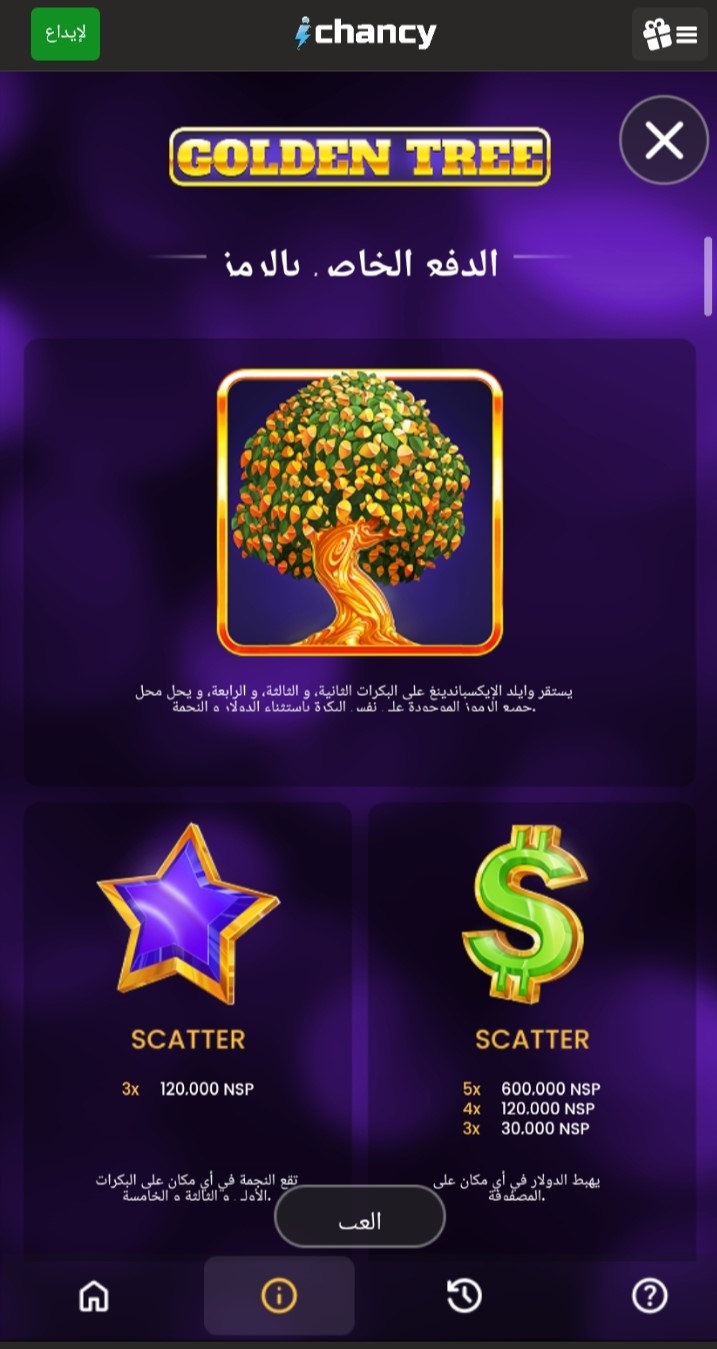 لإيداع
ichancy
GOLDEN TREE
الدفع الخاص بالرمز
يستقر وايلد الإيكسباندينغ على البكرات الثانية، و الثالثة، و الرابعة، و يحل محل
جميع الرموز الموجودة على نفس البكرة باستثناء الدولار و النجمة.
SCATTER
3x 120.000 NSP
تقع النجمة في أي مكان على البكرات
الأولى و الثالثة و الخامسة.
SCATTER
5x 600.000 NSP
4x 120.000 NSP
3x 30.000 NSP
يهبط الدولار في أي مكان على
المصفوفة.
العب